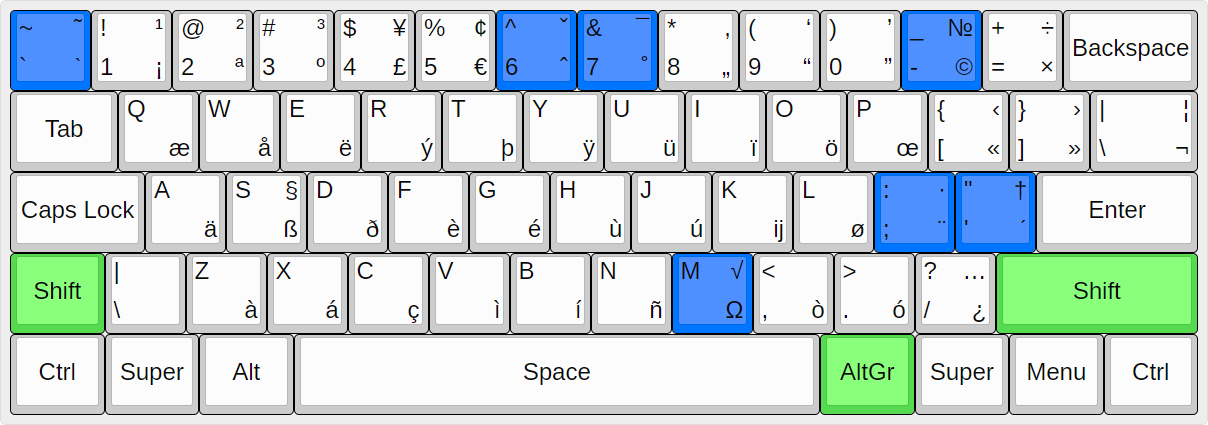 ~ ˜ ! ¹ @ ² # ³ $ ¥ % ¢ ^ ˇ & ¯ * ‚ ( ‘ ) ’ _ № + ÷ Backspace
` ` 1 ¡ 2 ª 3 º 4 £ 5 € 6 ˆ 7 ˚ 8 „ 9 “ 0 ” - © = ×
Tab Q W E R T Y U I O P { ‹ } › | ¦
æ å ë ý þ ÿ ü ï ö œ [ « ] » \ ¬
Caps Lock A S § D F G H J K L : · " † Enter
ä ß ð è é ù ú ij ø ; ¨ ' ´
Shift | Z X C V B N M √ < > ? … Shift
\ à á ç ì í ñ Ω , ò . ó / ¿
Ctrl Super Alt Space AltGr Super Menu Ctrl